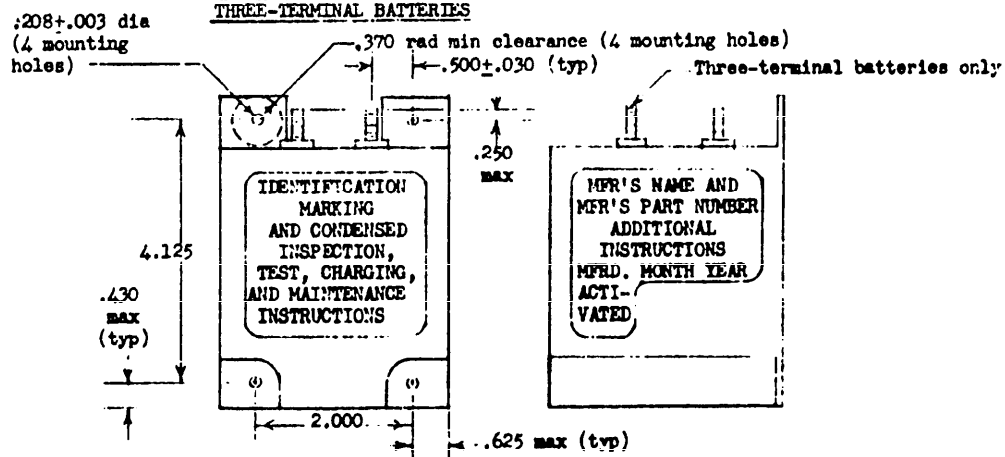 THREE-TERMINAL BATTERIES
.208±.003 dia
(4 mounting
holes)
.370 rad min clearance (4 mounting holes)
.500±.030 (typ)
Three-terminal batteries only
.250
max
IDENTIFICATION
MARKING
AND CONDENSED
INSPECTION,
TEST, CHARGING,
AND MAINTENANCE
INSTRUCTIONS
MFR'S NAME AND
MFR'S PART NUMBER
ADDITIONAL
INSTRUCTIONS
MFRD. MONTH YEAR
ACTI-
VATED
4.125
.430
max
(typ)
2.000
.625 max (typ)